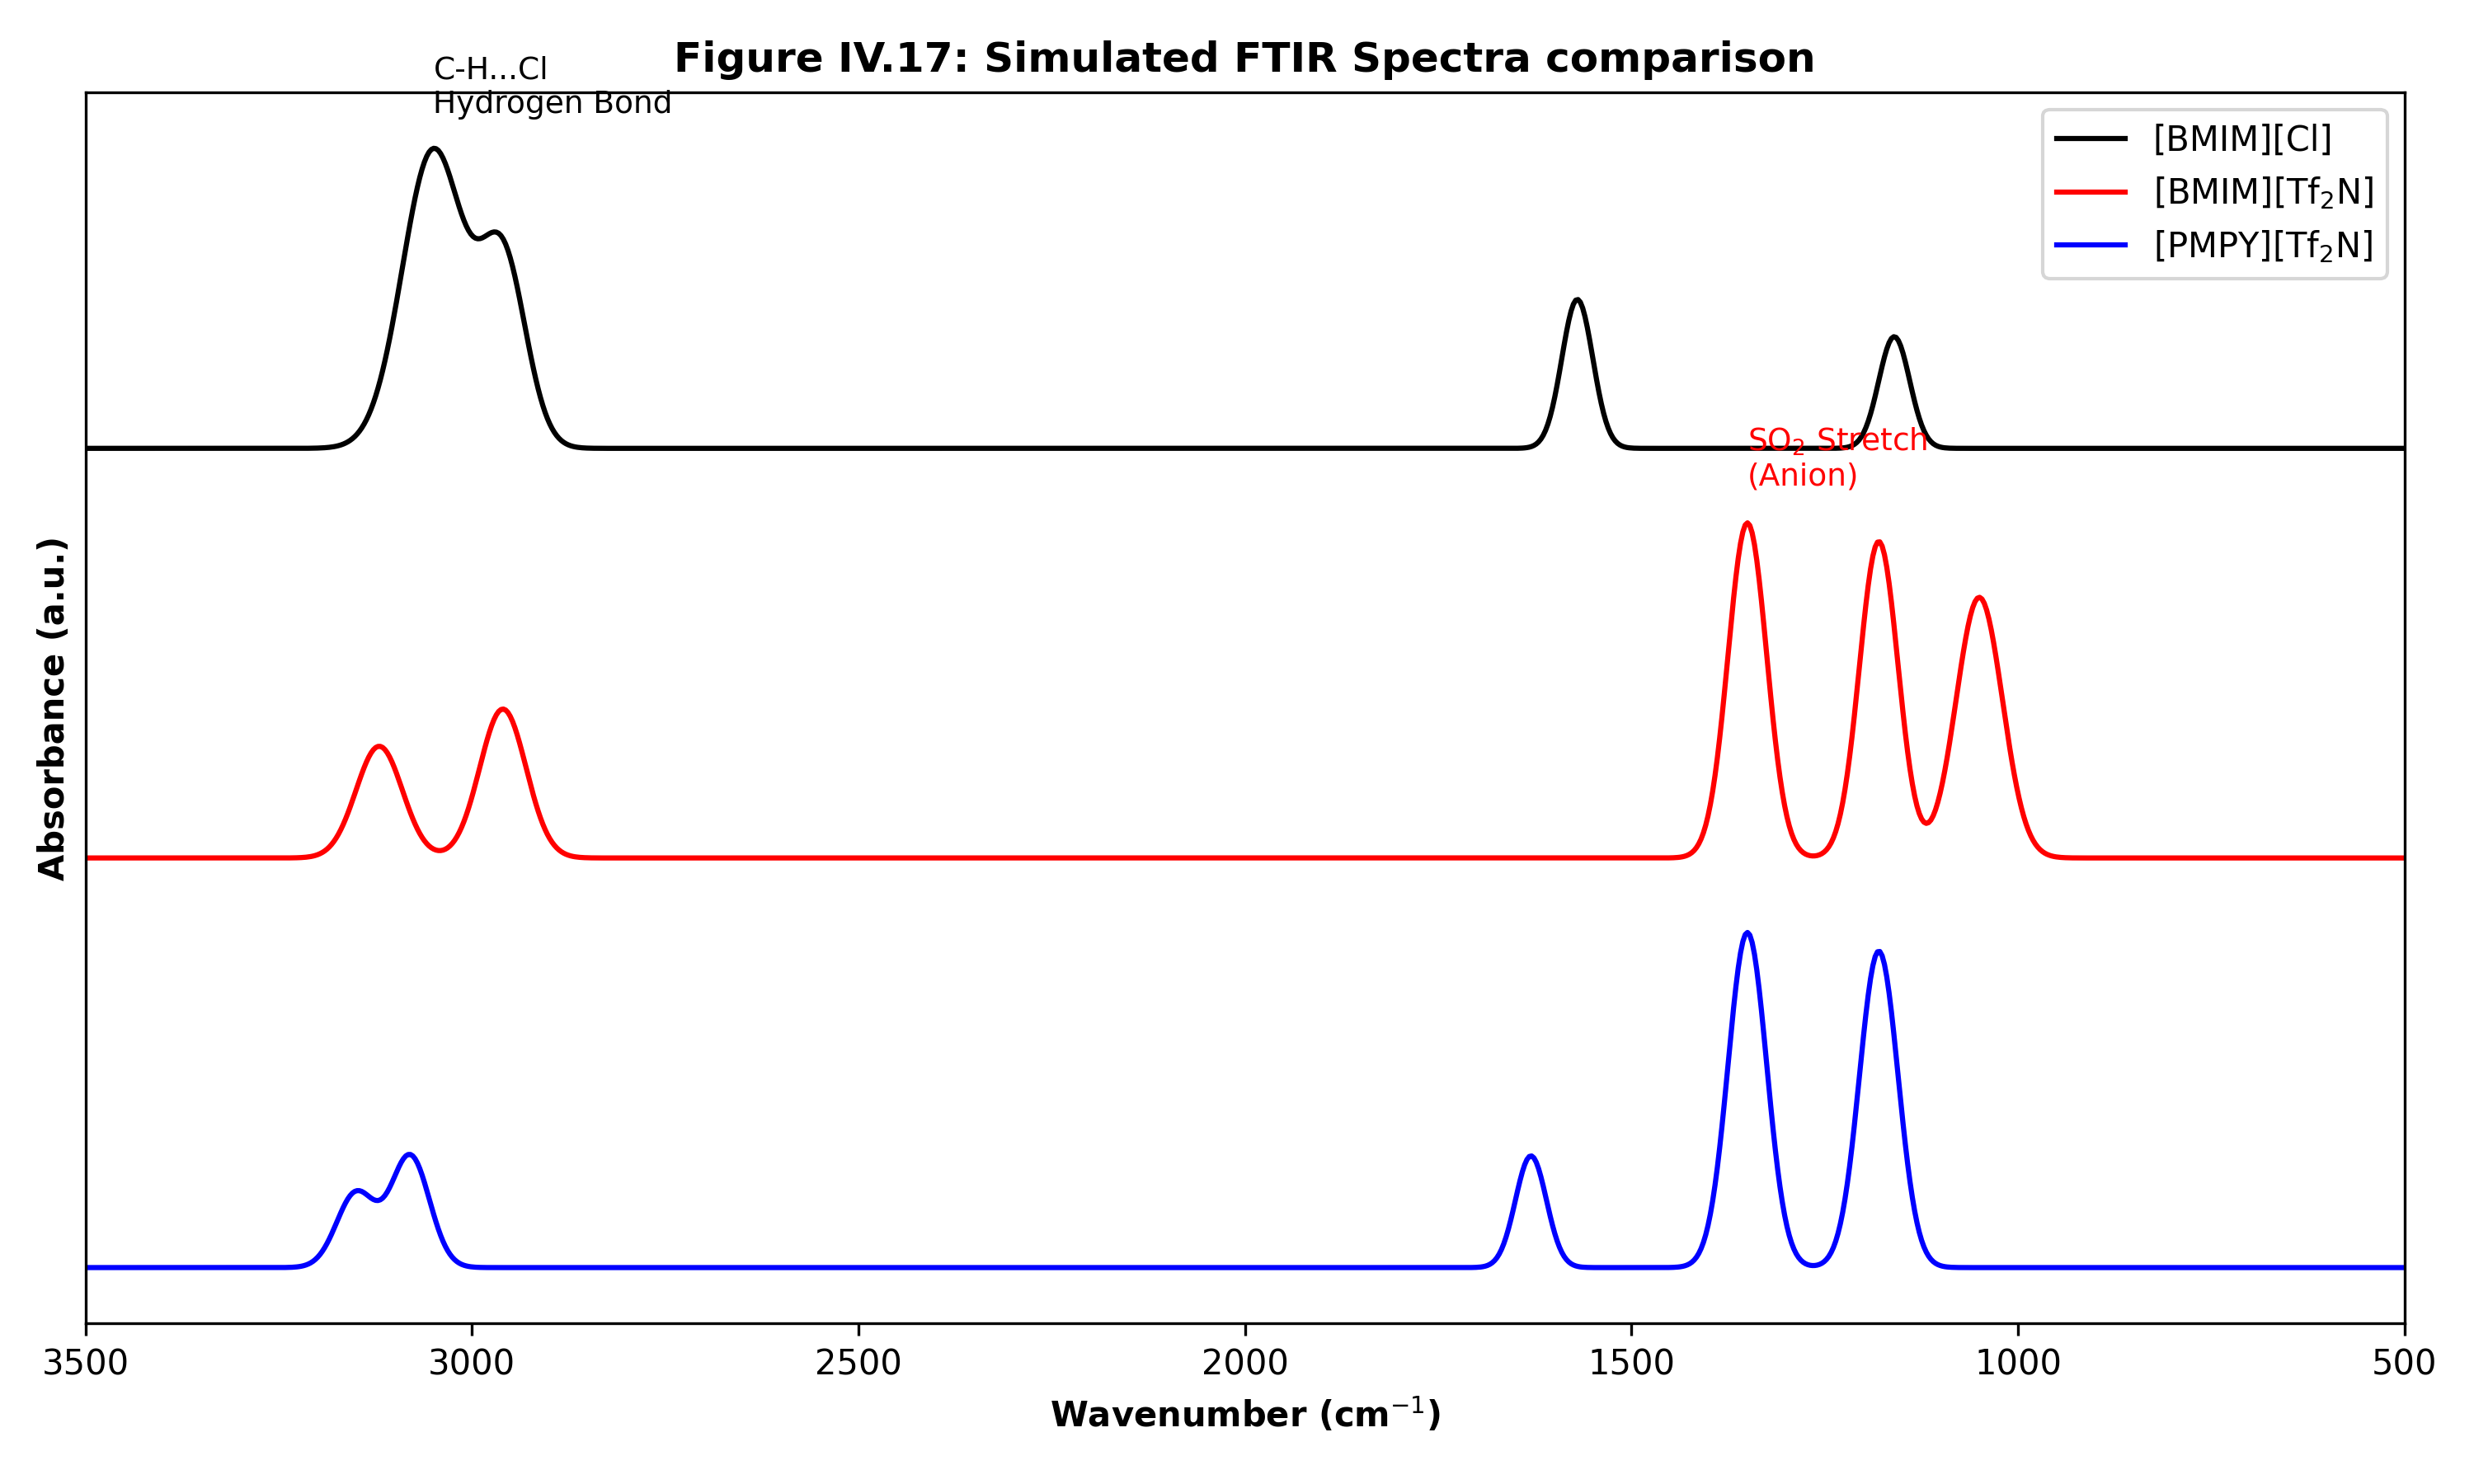 Figure IV.17: Simulated FTIR Spectra comparison
C-H...Cl
Hydrogen Bond
[BMIM][Cl]
[BMIM][Tf₂N]
[PMPY][Tf₂N]
SO₂ Stretch
(Anion)
Absorbance (a.u.)
3500 3000 2500 2000 1500 1000 500
Wavenumber (cm⁻¹)